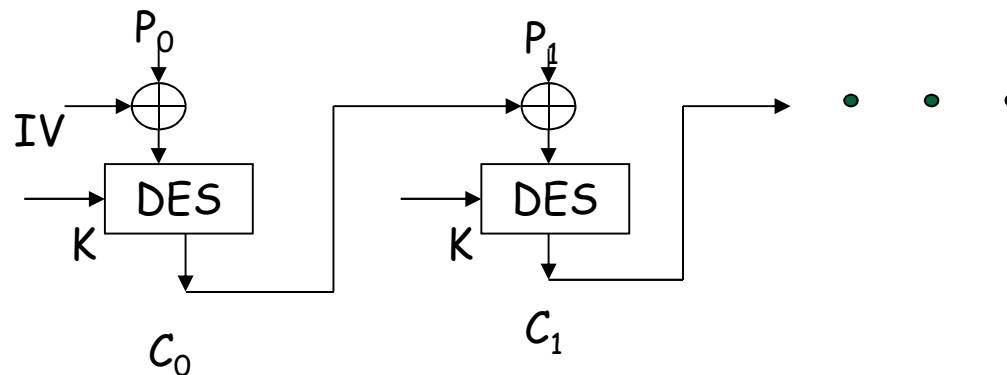 P₀
P₁
IV
DES
DES
K
K
C₀
C₁